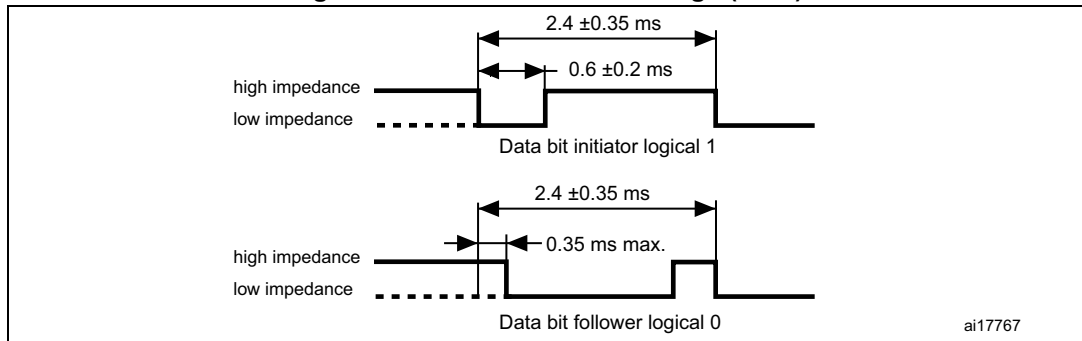 2.4 ±0.35 ms
0.6 ±0.2 ms
high impedance
low impedance
Data bit initiator logical 1
2.4 ±0.35 ms
0.35 ms max.
high impedance
low impedance
Data bit follower logical 0
ai17767